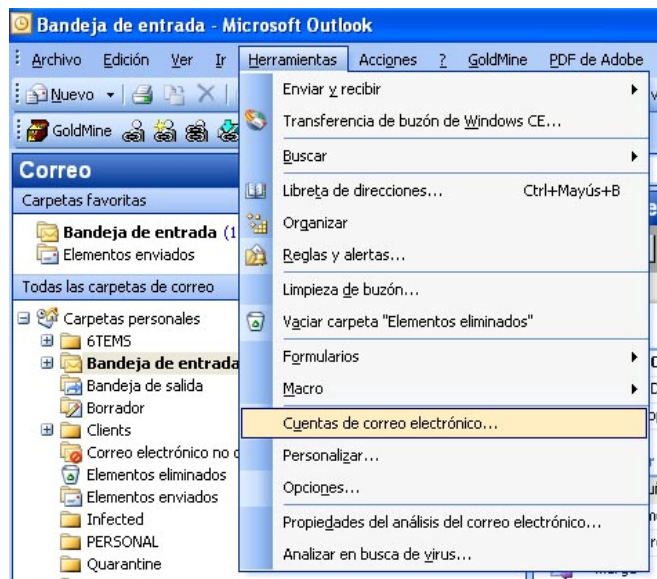 Bandeja de entrada - Microsoft Outlook
Archivo Edición Ver Ir Herramientas Acciones ? GoldMine PDF de Adobe
Nuevo
GoldMine
Correo
Carpetas favoritas
Bandeja de entrada (1
Elementos enviados
Todas las carpetas de correo
Carpetas personales
6TEMS
Bandeja de entrada
Bandeja de salida
Borrador
Clients
Correo electrónico no
Elementos eliminados
Elementos enviados
Infected
PERSONAL
Quarantine
Enviar y recibir
Transferencia de buzón de Windows CE...
Buscar
Libreta de direcciones... Ctrl+Mayús+B
Organizar
Reglas y alertas...
Limpieza de buzón...
Vaciar carpeta "Elementos eliminados"
Formularios
Macro
Cuentas de correo electrónico...
Personalizar...
Opciones...
Propiedades del análisis del correo electrónico...
Analizar en busca de virus...